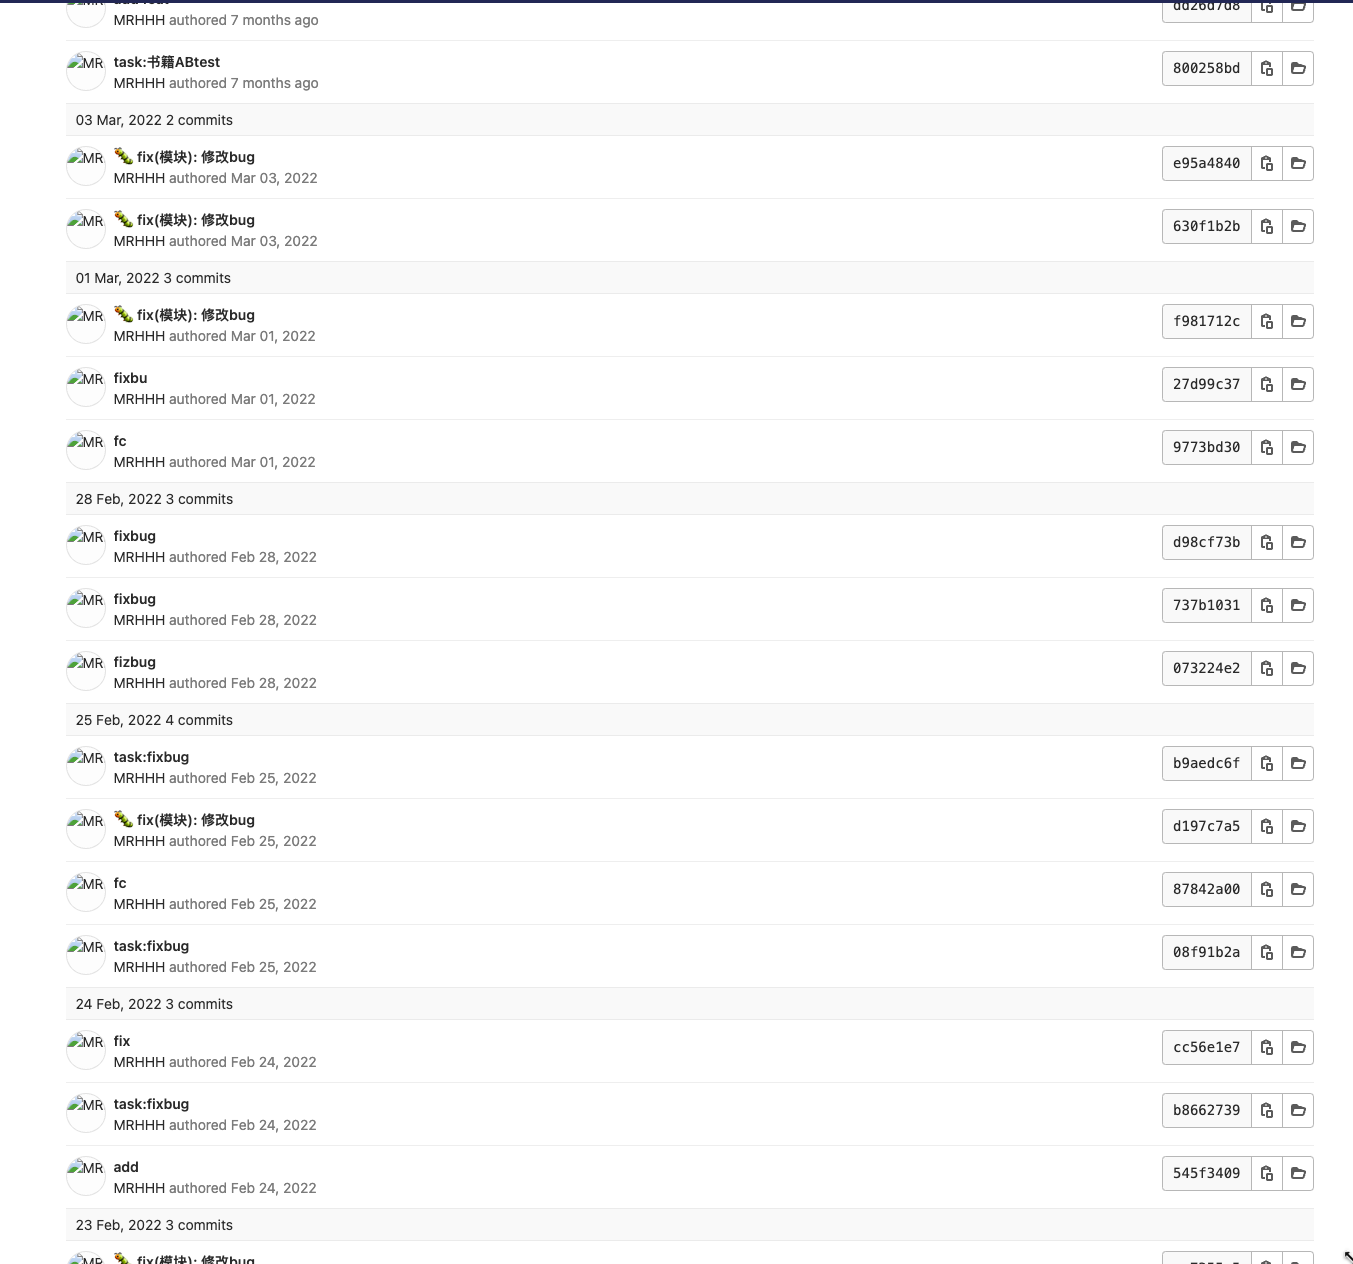 MRHHH authored 7 months ago
dd26d7d8
MR
task:书籍ABtest
MRHHH authored 7 months ago
800258bd
03 Mar, 2022 2 commits
MR
🐛 fix(模块): 修改bug
MRHHH authored Mar 03, 2022
e95a4840
MR
🐛 fix(模块): 修改bug
MRHHH authored Mar 03, 2022
630f1b2b
01 Mar, 2022 3 commits
MR
🐛 fix(模块): 修改bug
MRHHH authored Mar 01, 2022
f981712c
MR
fixbu
MRHHH authored Mar 01, 2022
27d99c37
MR
fc
MRHHH authored Mar 01, 2022
9773bd30
28 Feb, 2022 3 commits
MR
fixbug
MRHHH authored Feb 28, 2022
d98cf73b
MR
fixbug
MRHHH authored Feb 28, 2022
737b1031
MR
fizbug
MRHHH authored Feb 28, 2022
073224e2
25 Feb, 2022 4 commits
MR
task:fixbug
MRHHH authored Feb 25, 2022
b9aedc6f
MR
🐛 fix(模块): 修改bug
MRHHH authored Feb 25, 2022
d197c7a5
MR
fc
MRHHH authored Feb 25, 2022
87842a00
MR
task:fixbug
MRHHH authored Feb 25, 2022
08f91b2a
24 Feb, 2022 3 commits
MR
fix
MRHHH authored Feb 24, 2022
cc56e1e7
MR
task:fixbug
MRHHH authored Feb 24, 2022
b8662739
MR
add
MRHHH authored Feb 24, 2022
545f3409
23 Feb, 2022 3 commits
MR
🐛 fix(模块): 修改bug